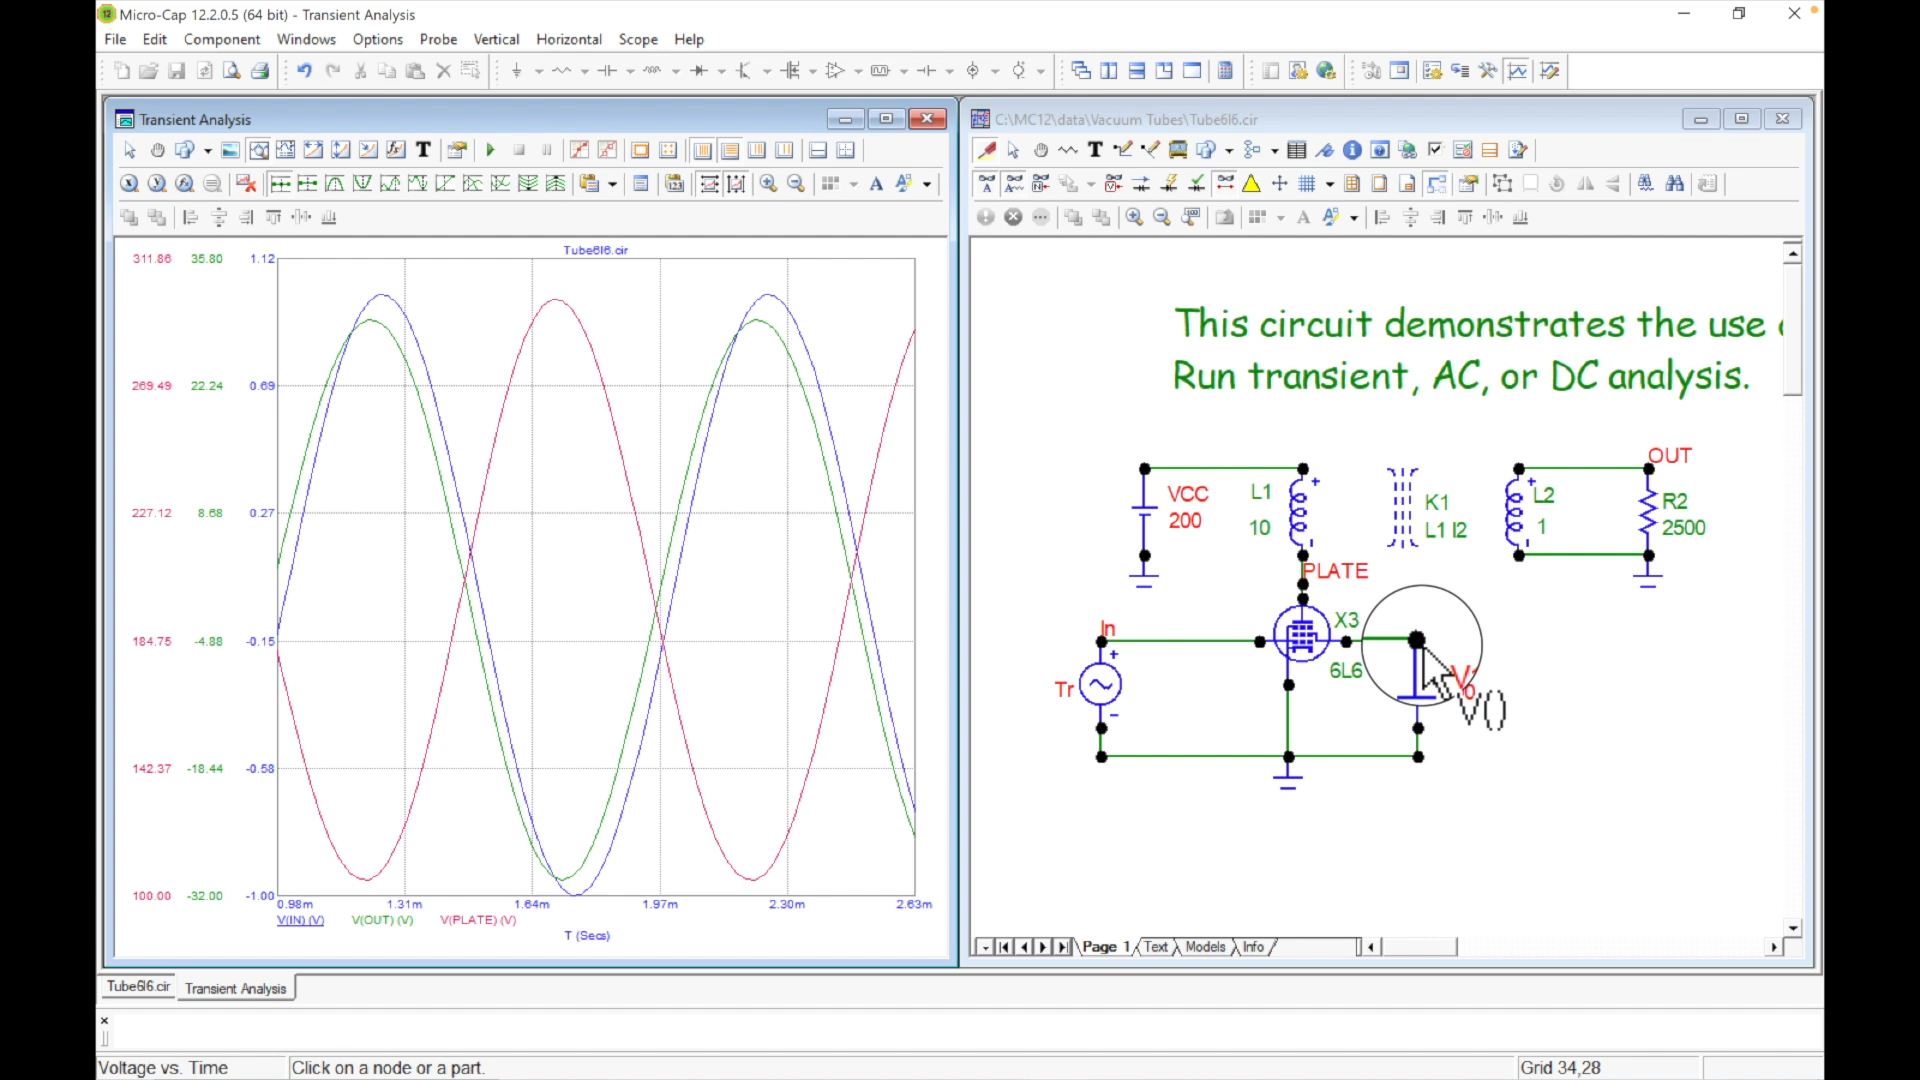 Micro-Cap 12.2.0.5 (64 bit) - Transient Analysis
File Edit Component Windows Options Probe Vertical Horizontal Scope Help
Transient Analysis
C:\MC12\data\Vacuum Tubes\Tube6l6.cir
Tube6l6.cir
311.86 35.80 1.12
269.49 22.24 0.69
227.12 8.68 0.27
184.75 -4.88 -0.15
142.37 -18.44 -0.58
100.00 -32.00 -1.00
0.98m 1.31m 1.64m 1.97m 2.30m 2.63m
V(IN) (V) V(OUT) (V) V(PLATE) (V)
T (Secs)
This circuit demonstrates the use
Run transient, AC, or DC analysis.
OUT
VCC
200
L1
10
K1
L1 l2
L2
1
R2
2500
PLATE
In
X3
6L6
Tr
V()
Page 1 Text Models Info
Tube6l6.cir Transient Analysis
Voltage vs. Time Click on a node or a part. Grid 34,28